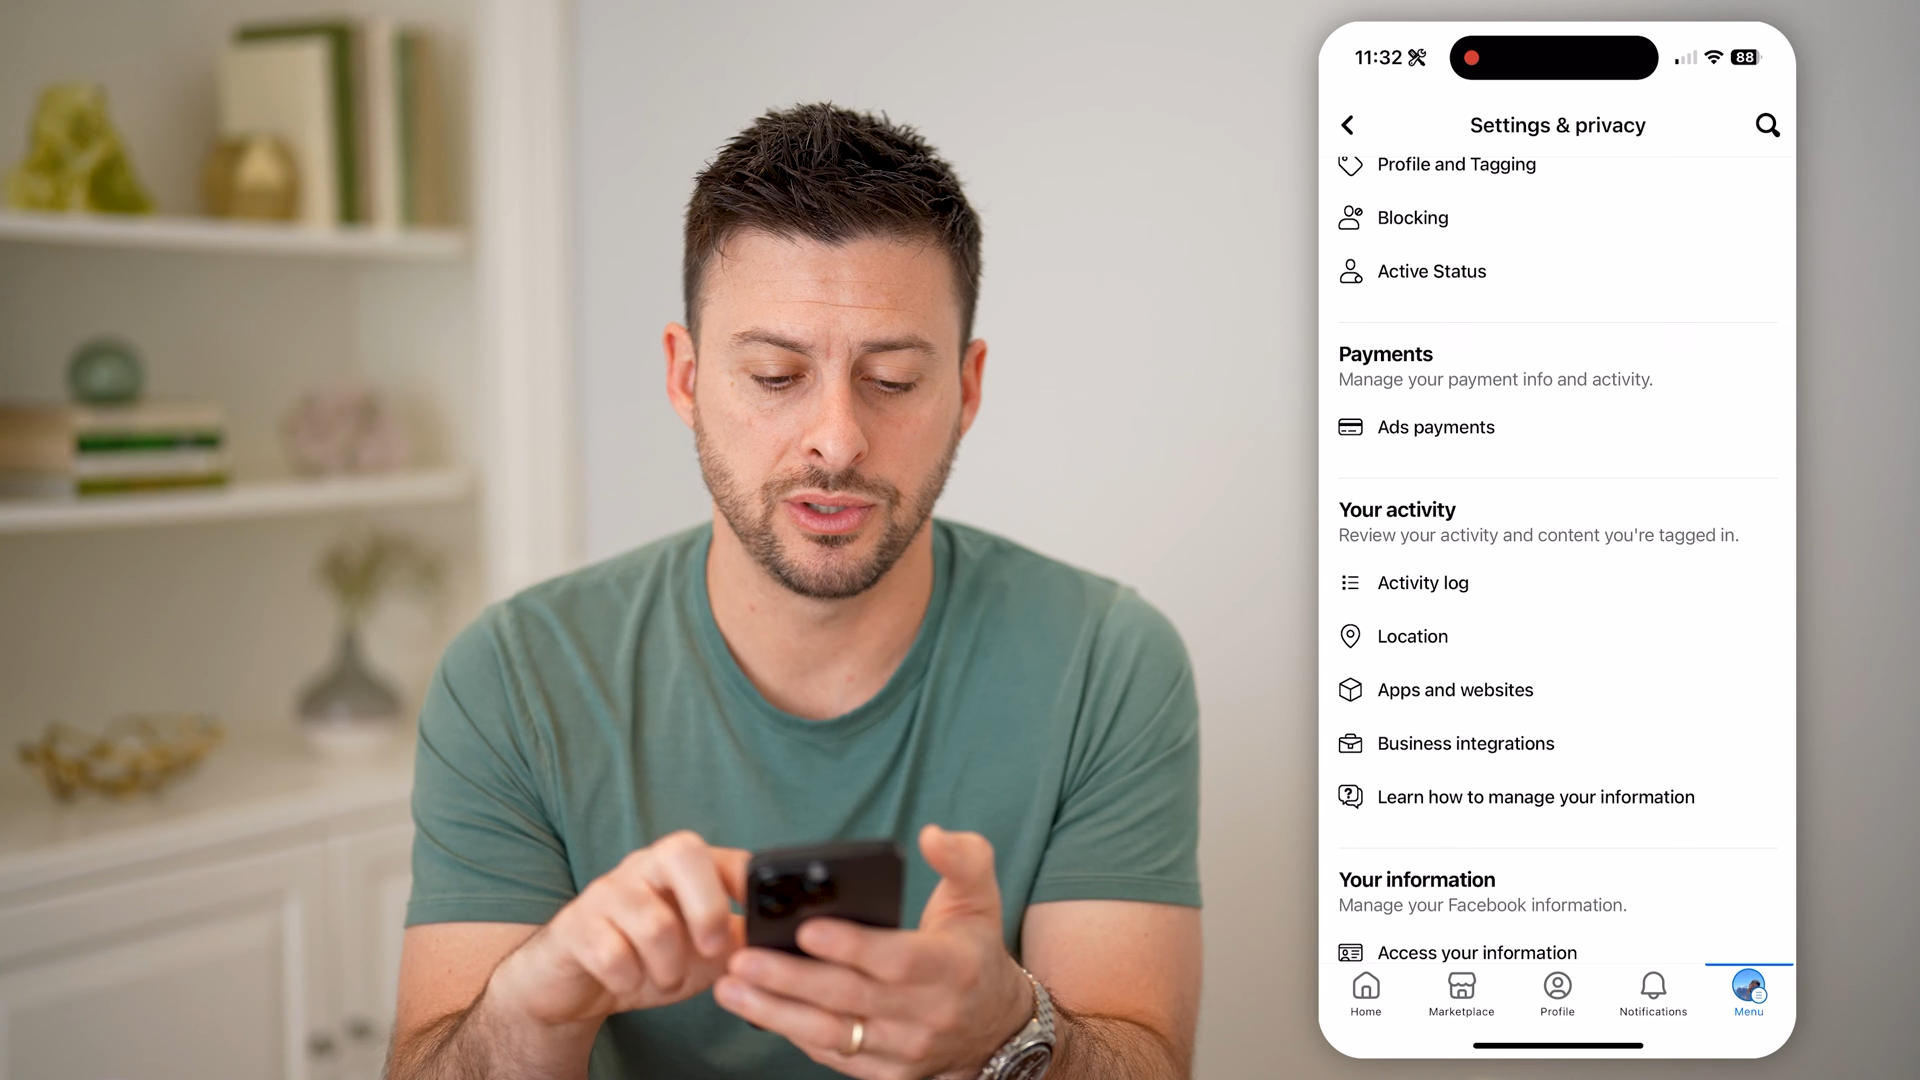 11:32
88
Settings & privacy
Profile and Tagging
Blocking
Active Status
Payments
Manage your payment info and activity.
Ads payments
Your activity
Review your activity and content you're tagged in.
Activity log
Location
Apps and websites
Business integrations
Learn how to manage your information
Your information
Manage your Facebook information.
Access your information
Home
Marketplace
Profile
Notifications
Menu